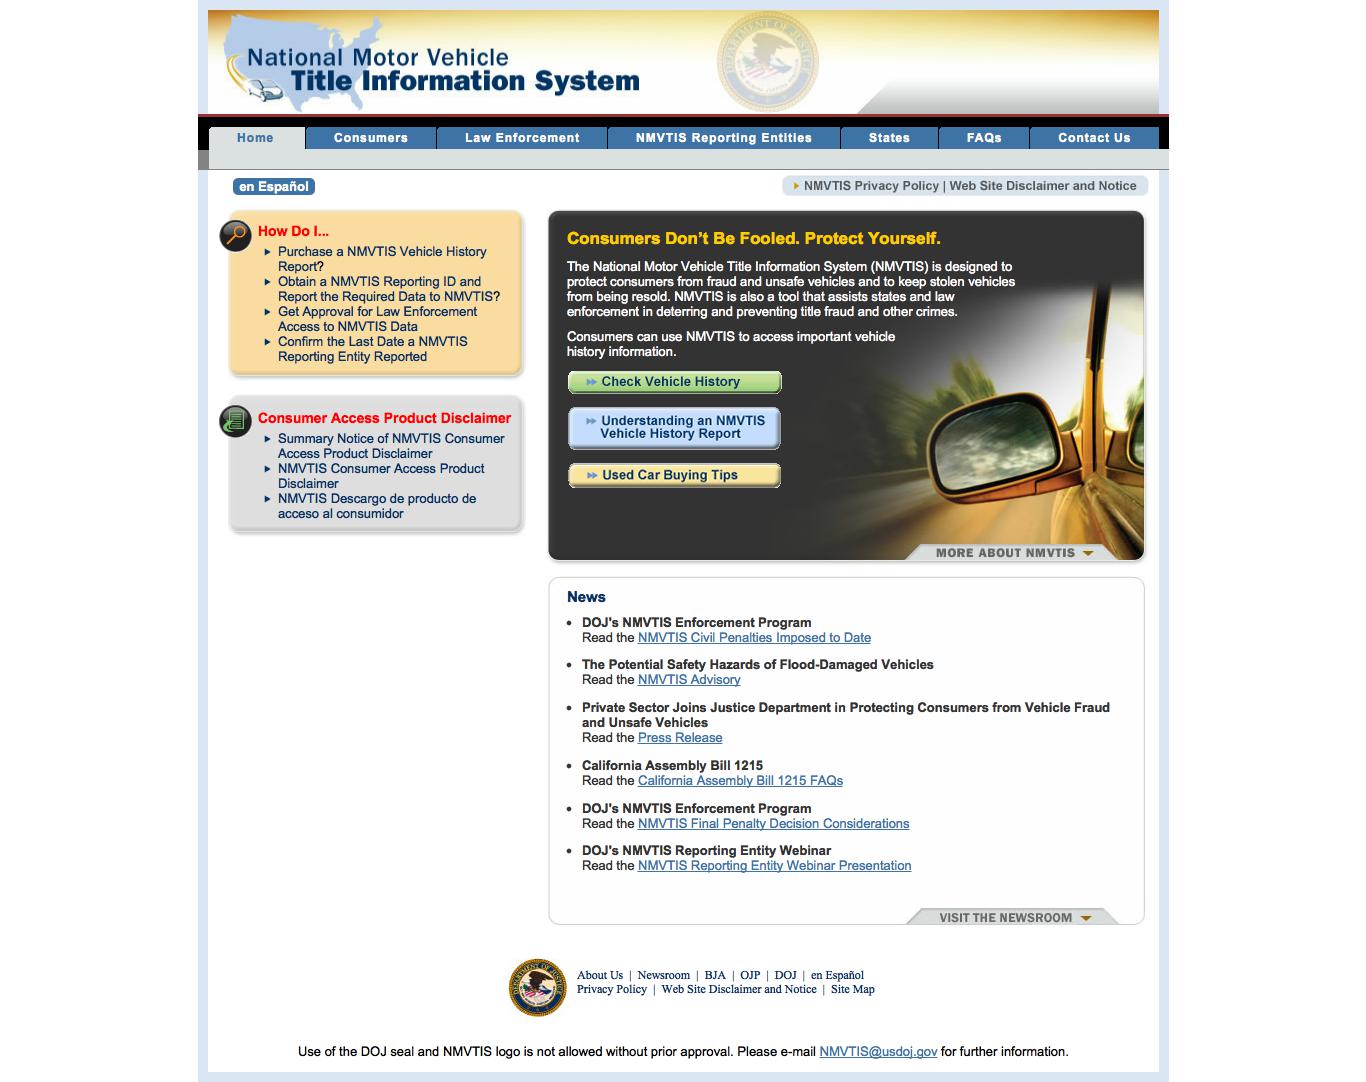 National Motor Vehicle
Title Information System
Home
Consumers
Law Enforcement
NMVTIS Reporting Entities
States
FAQs
Contact Us
en Español
NMVTIS Privacy Policy | Web Site Disclaimer and Notice
How Do I...
Purchase a NMVTIS Vehicle History
Report?
Obtain a NMVTIS Reporting ID and
Report the Required Data to NMVTIS?
Get Approval for Law Enforcement
Access to NMVTIS Data
Confirm the Last Date a NMVTIS
Reporting Entity Reported
Consumer Access Product Disclaimer
Summary Notice of NMVTIS Consumer
Access Product Disclaimer
NMVTIS Consumer Access Product
Disclaimer
NMVTIS Descargo de producto de
acceso al consumidor
Consumers Don't Be Fooled. Protect Yourself.
The National Motor Vehicle Title Information System (NMVTIS) is designed to
protect consumers from fraud and unsafe vehicles and to keep stolen vehicles
from being resold. NMVTIS is also a tool that assists states and law
enforcement in deterring and preventing title fraud and other crimes.
Consumers can use NMVTIS to access important vehicle
history information.
Check Vehicle History
Understanding an NMVTIS
Vehicle History Report
Used Car Buying Tips
MORE ABOUT NMVTIS
News
DOJ's NMVTIS Enforcement Program
Read the NMVTIS Civil Penalties Imposed to Date
The Potential Safety Hazards of Flood-Damaged Vehicles
Read the NMVTIS Advisory
Private Sector Joins Justice Department in Protecting Consumers from Vehicle Fraud
and Unsafe Vehicles
Read the Press Release
California Assembly Bill 1215
Read the California Assembly Bill 1215 FAQs
DOJ's NMVTIS Enforcement Program
Read the NMVTIS Final Penalty Decision Considerations
DOJ's NMVTIS Reporting Entity Webinar
Read the NMVTIS Reporting Entity Webinar Presentation
VISIT THE NEWSROOM
About Us | Newsroom | BJA | OJP | DOJ | en Español
Privacy Policy | Web Site Disclaimer and Notice | Site Map
Use of the DOJ seal and NMVTIS logo is not allowed without prior approval. Please e-mail NMVTIS@usdoj.gov for further information.